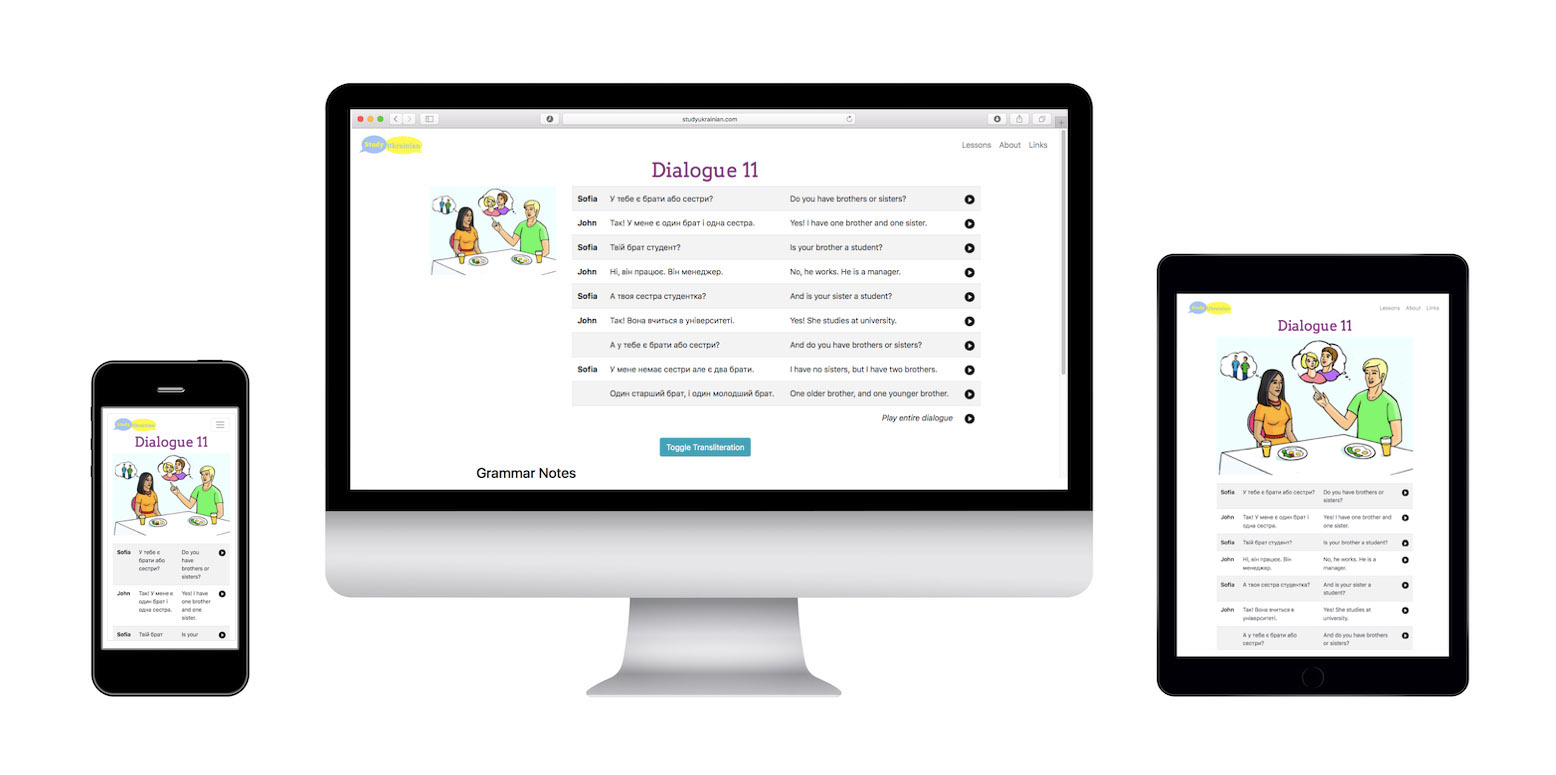 Study Ukrainian
Dialogue 11
Sofia У тебе є
брати або
сестри? Do you
have
brothers or
sisters?
John Так! У мене є
один брат і
одна сестра. Yes! I have
one brother
and one
sister.
Sofia Твій брат Is your
studyukrainian.com
Study Ukrainian
Lessons About Links
Dialogue 11
Sofia У тебе є брати або сестри? Do you have brothers or sisters?
John Так! У мене є один брат і одна сестра. Yes! I have one brother and one sister.
Sofia Твій брат студент? Is your brother a student?
John Ні, він працює. Він менеджер. No, he works. He is a manager.
Sofia А твоя сестра студентка? And is your sister a student?
John Так! Вона вчиться в університеті. Yes! She studies at university.
А у тебе є брати або сестри? And do you have brothers or sisters?
Sofia У мене немає сестри але є два брати. I have no sisters, but I have two brothers.
Один старший брат, і один молодший брат. One older brother, and one younger brother.
Play entire dialogue
Toggle Transliteration
Grammar Notes
Study Ukrainian
Lessons About Links
Dialogue 11
Sofia У тебе є брати або сестри? Do you have brothers or
sisters?
John Так! У мене є один брат і
одна сестра. Yes! I have one brother and
one sister.
Sofia Твій брат студент? Is your brother a student?
John Ні, він працює. Він
менеджер. No, he works. He is a
manager.
Sofia А твоя сестра студентка? And is your sister a
student?
John Так! Вона вчиться в
університеті. Yes! She studies at
university.
А у тебе є брати або
сестри? And do you have brothers
or sisters?